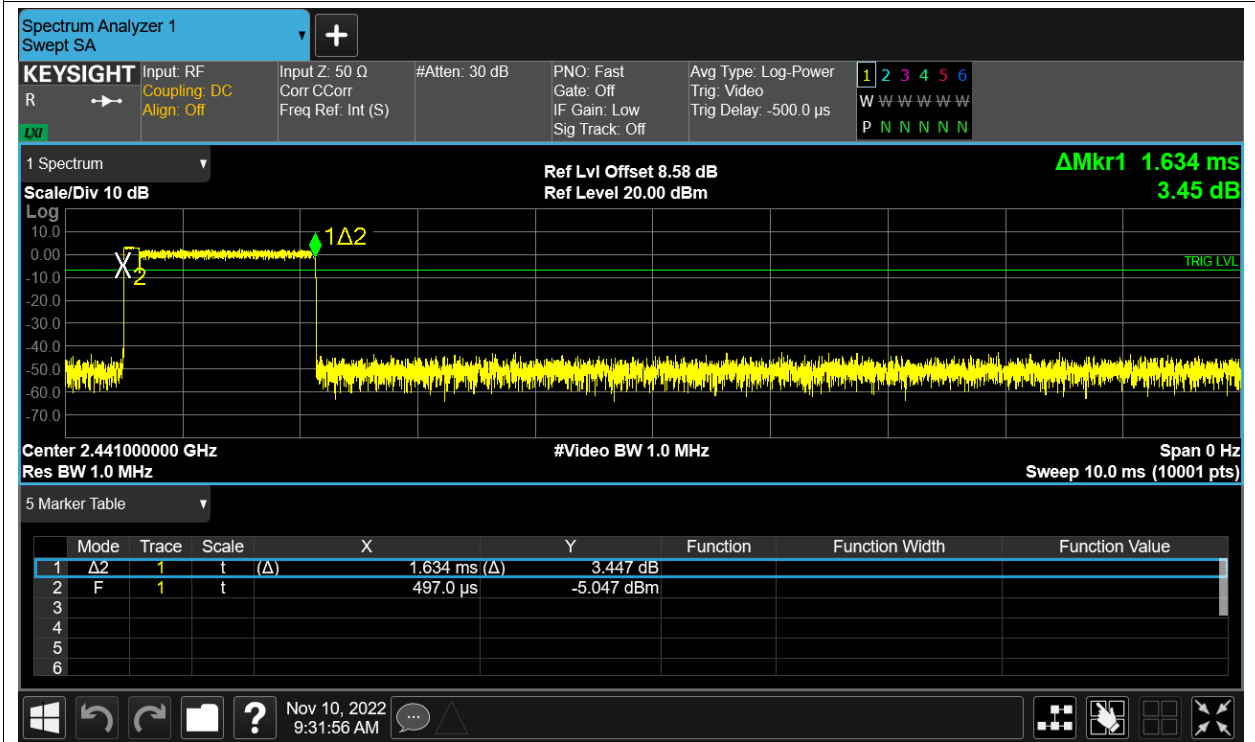 Spectrum Analyzer 1
Swept SA
KEYSIGHT
R
LXI
Input: RF
Coupling: DC
Align: Off
Input Z: 50 Ω
Corr CCorr
Freq Ref: Int (S)
#Atten: 30 dB
PNO: Fast
Gate: Off
IF Gain: Low
Sig Track: Off
Avg Type: Log-Power
Trig: Video
Trig Delay: -500.0 µs
1 2 3 4 5 6
W W W W W W
P N N N N N
1 Spectrum
Scale/Div 10 dB
Ref Lvl Offset 8.58 dB
Ref Level 20.00 dBm
ΔMkr1 1.634 ms
3.45 dB
Log
10.0
0.00
-10.0
-20.0
-30.0
-40.0
-50.0
-60.0
-70.0
1Δ2
X
2
TRIG LVL
Center 2.441000000 GHz
#Video BW 1.0 MHz
Span 0 Hz
Res BW 1.0 MHz
Sweep 10.0 ms (10001 pts)
5 Marker Table
Mode Trace Scale X Y Function Function Width Function Value
1 Δ2 1 t (Δ) 1.634 ms (Δ) 3.447 dB
2 F 1 t 497.0 µs -5.047 dBm
3
4
5
6
?
Nov 10, 2022
9:31:56 AM